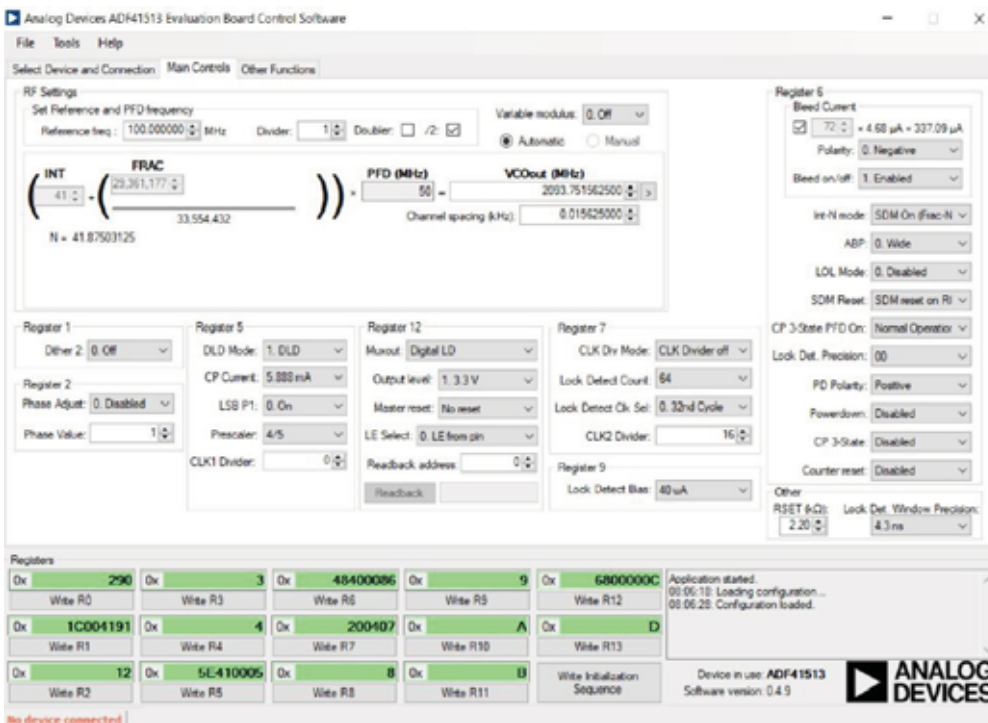 Analog Devices ADF41513 Evaluation Board Control Software
File Tools Help
Select Device and Connection Main Controls Other Functions
RF Settings
Set Reference and PFD frequency
Reference freq.: 100.000000 MHz Divider: 1 Doubler: /2:
Variable modulus: 0. Off
Automatic Manual
INT FRAC PFD (MHz) VCOout (MHz)
( 41 + ( 29,361,177 )) × 50 = 2093.751562500 >
33,554,432
Channel spacing (kHz): 0.015625000
N = 41.87503125
Register 6
Bleed Current
72 × 4.68 µA = 337.09 µA
Polarity: 0. Negative
Bleed on/off: 1. Enabled
Int-N mode: SDM On (Frac-N
ABP: 0. Wide
LOL Mode: 0. Disabled
SDM Reset: SDM reset on R
CP 3-State PFD On: Normal Operation
Lock Det. Precision: 00
PD Polarity: Positive
Powerdown: Disabled
CP 3-State: Disabled
Counter reset: Disabled
Other
RSET (kΩ): Lock Det. Window Precision:
2.20 4.3 ns
Register 1
Dither 2: 0. Off
Register 2
Phase Adjust: 0. Disabled
Phase Value: 1
Register 5
DLD Mode: 1. DLD
CP Current: 5.888 mA
LSB P1: 0. On
Prescaler: 4/5
CLK1 Divider: 0
Register 12
Muxout: Digital LD
Output level: 1. 3.3 V
Master reset: No reset
LE Select: 0. LE from pin
Readback address: 0
Readback
Register 7
CLK Div Mode: CLK Divider off
Lock Detect Count: 64
Lock Detect Clk. Sel: 0. 32nd Cycle
CLK2 Divider: 16
Register 9
Lock Detect Bias: 40 uA
Registers
0x 290 0x 3 0x 48400086 0x 9 0x 6800000C
Write R0 Write R3 Write R6 Write R9 Write R12
0x 1C004191 0x 4 0x 200407 0x A 0x D
Write R1 Write R4 Write R7 Write R10 Write R13
0x 12 0x 5E410005 0x 8 0x B
Write R2 Write R5 Write R8 Write R11 Write Initialization Sequence
Application started.
08:06:18: Loading configuration...
08:06:28: Configuration loaded.
Device in use: ADF41513
Software version: 0.4.9
ANALOG
DEVICES
No device connected